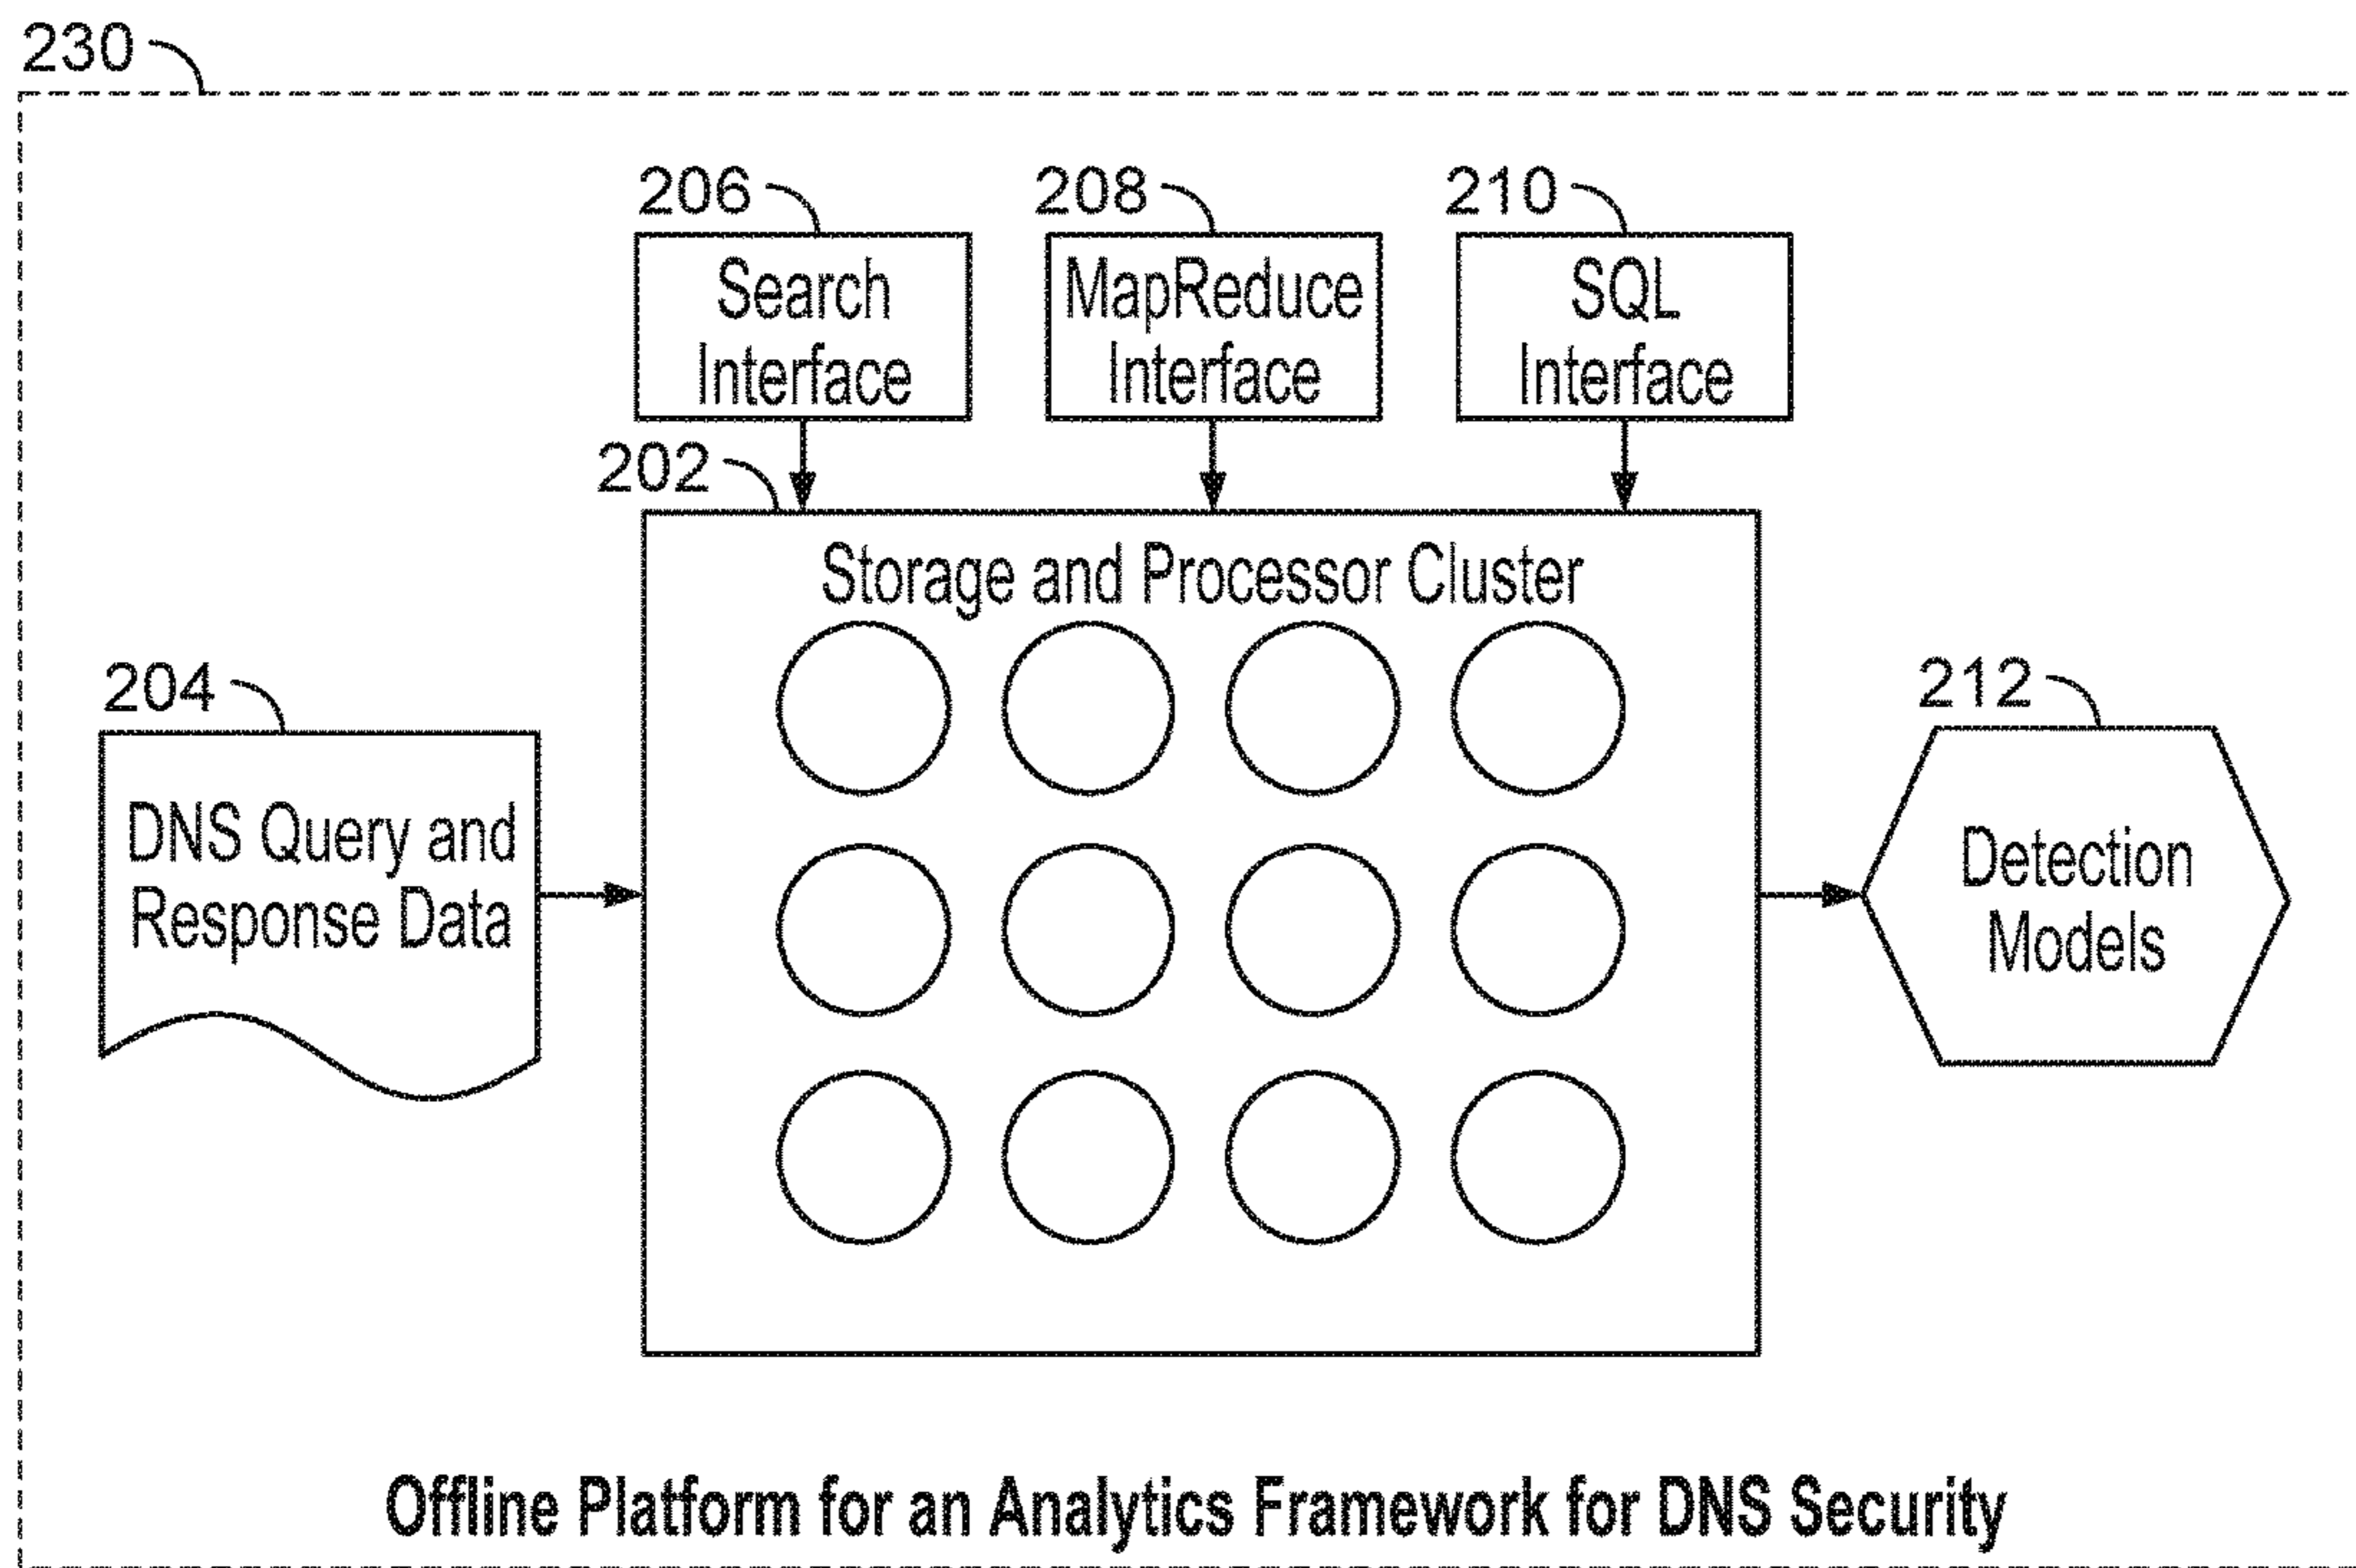 230
206
208
210
Search
Interface
MapReduce
Interface
SQL
Interface
202
Storage and Processor Cluster
204
DNS Query and
Response Data
212
Detection
Models
Offline Platform for an Analytics Framework for DNS Security